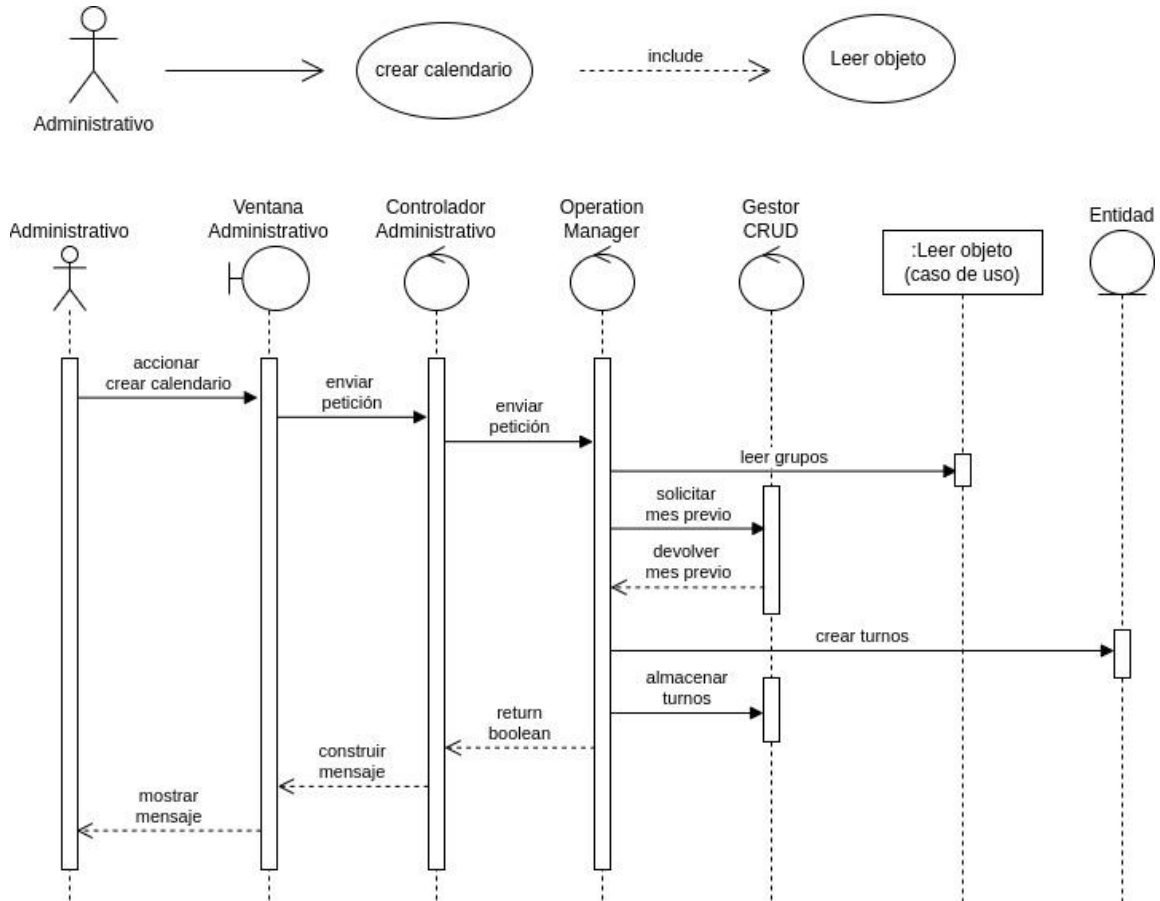 Administrativo
crear calendario
include
Leer objeto
Administrativo
Ventana
Administrativo
Controlador
Administrativo
Operation
Manager
Gestor
CRUD
:Leer objeto
(caso de uso)
Entidad
accionar
crear calendario
enviar
petición
enviar
petición
leer grupos
solicitar
mes previo
devolver
mes previo
crear turnos
almacenar
turnos
return
boolean
construir
mensaje
mostrar
mensaje